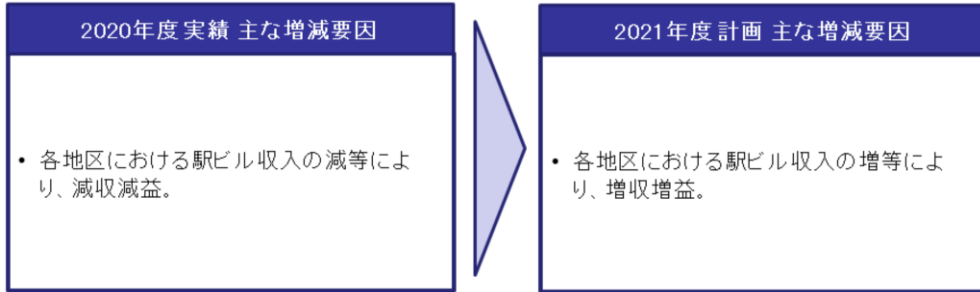 2020年度実績 主な増減要因
• 各地区における駅ビル収入の減等によ
り、減収減益。
2021年度計画 主な増減要因
• 各地区における駅ビル収入の増等によ
り、増収増益。